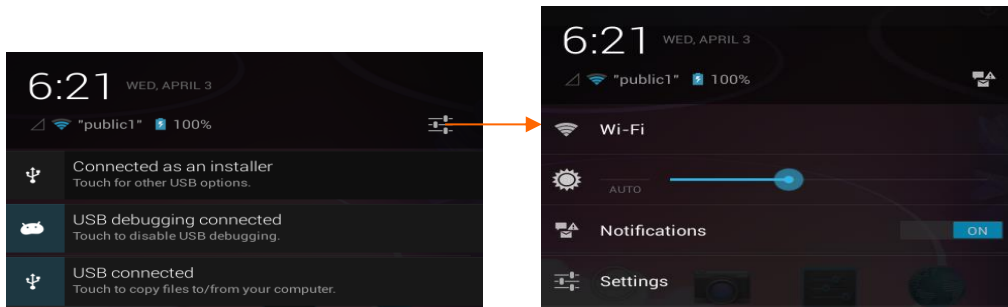 6:21 WED, APRIL 3
"public1" 100%
Connected as an installer
Touch for other USB options.
USB debugging connected
Touch to disable USB debugging.
USB connected
Touch to copy files to/from your computer.
6:21 WED, APRIL 3
"public1" 100%
Wi-Fi
AUTO
Notifications ON
Settings